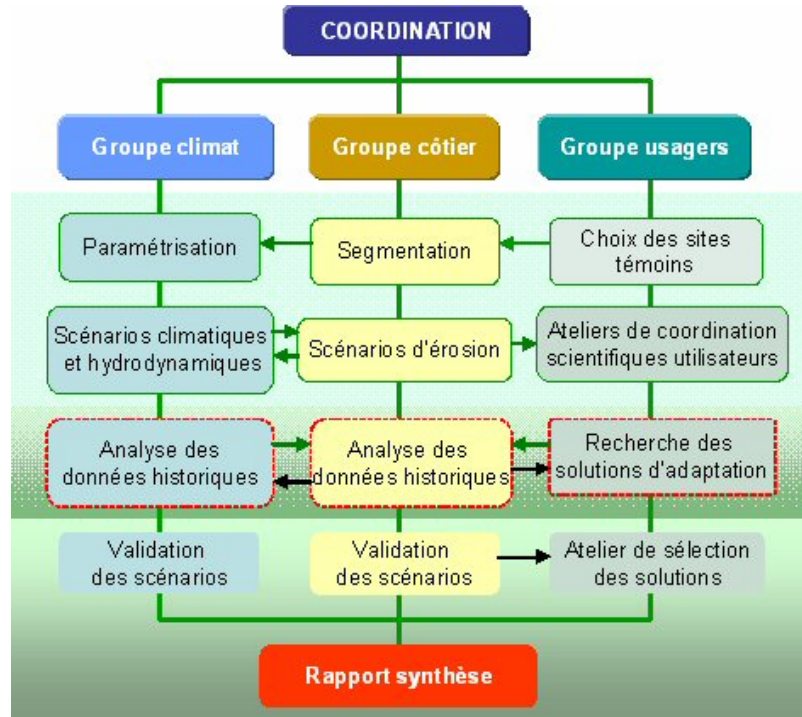 COORDINATION
Groupe climat
Groupe côtier
Groupe usagers
Paramétrisation
Segmentation
Choix des sites
témoins
Scénarios climatiques
et hydrodynamiques
Scénarios d'érosion
Ateliers de coordination
scientifiques utilisateurs
Analyse des
données historiques
Analyse des
données historiques
Recherche des
solutions d'adaptation
Validation
des scénarios
Validation
des scénarios
Atelier de sélection
des solutions
Rapport synthèse